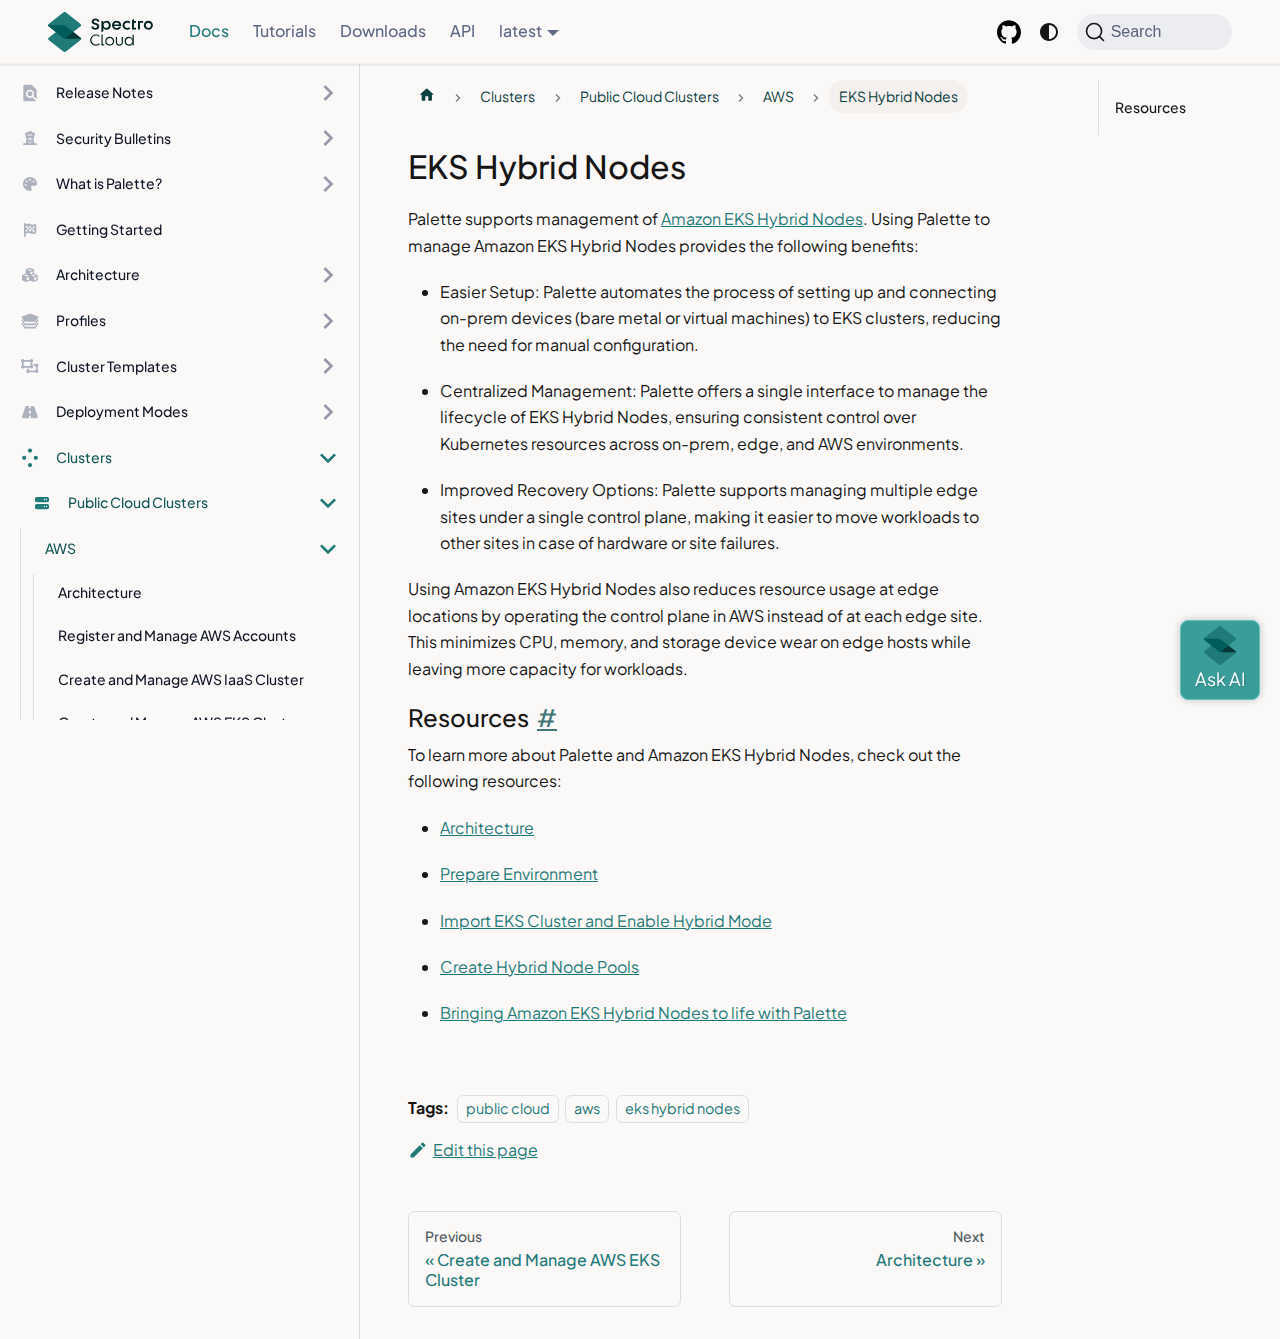 Spectro Cloud
Docs
Tutorials
Downloads
API
latest
Search
Release Notes
Security Bulletins
What is Palette?
Getting Started
Architecture
Profiles
Cluster Templates
Deployment Modes
Clusters
Public Cloud Clusters
AWS
Architecture
Register and Manage AWS Accounts
Create and Manage AWS IaaS Cluster
Create and Manage AWS EKS Cluster
Clusters
Public Cloud Clusters
AWS
EKS Hybrid Nodes
EKS Hybrid Nodes
Palette supports management of Amazon EKS Hybrid Nodes. Using Palette to
manage Amazon EKS Hybrid Nodes provides the following benefits:
Easier Setup: Palette automates the process of setting up and connecting
on-prem devices (bare metal or virtual machines) to EKS clusters, reducing
the need for manual configuration.
Centralized Management: Palette offers a single interface to manage the
lifecycle of EKS Hybrid Nodes, ensuring consistent control over
Kubernetes resources across on-prem, edge, and AWS environments.
Improved Recovery Options: Palette supports managing multiple edge
sites under a single control plane, making it easier to move workloads to
other sites in case of hardware or site failures.
Using Amazon EKS Hybrid Nodes also reduces resource usage at edge
locations by operating the control plane in AWS instead of at each edge site.
This minimizes CPU, memory, and storage device wear on edge hosts while
leaving more capacity for workloads.
Resources #
To learn more about Palette and Amazon EKS Hybrid Nodes, check out the
following resources:
Architecture
Prepare Environment
Import EKS Cluster and Enable Hybrid Mode
Create Hybrid Node Pools
Bringing Amazon EKS Hybrid Nodes to life with Palette
Tags: public cloud aws eks hybrid nodes
Edit this page
Previous
« Create and Manage AWS EKS
Cluster
Next
Architecture »
Resources
Ask AI